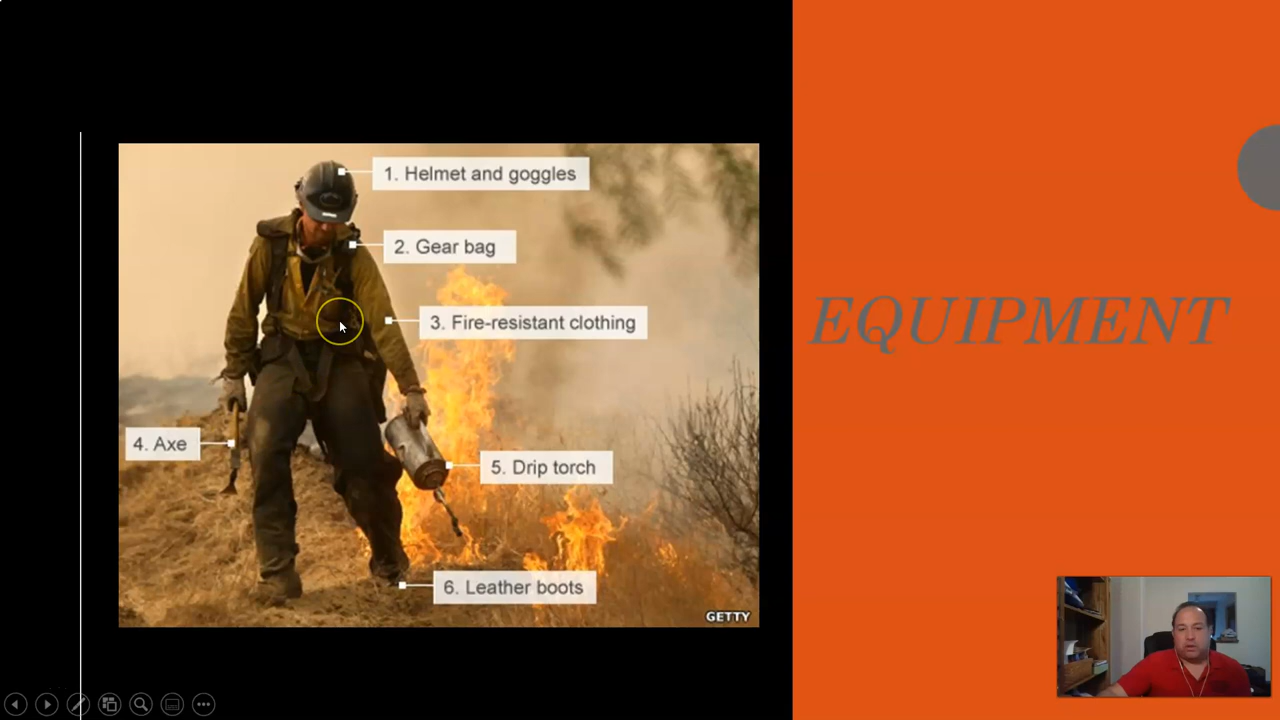 1. Helmet and goggles
2. Gear bag
3. Fire-resistant clothing
4. Axe
5. Drip torch
6. Leather boots
GETTY
EQUIPMENT